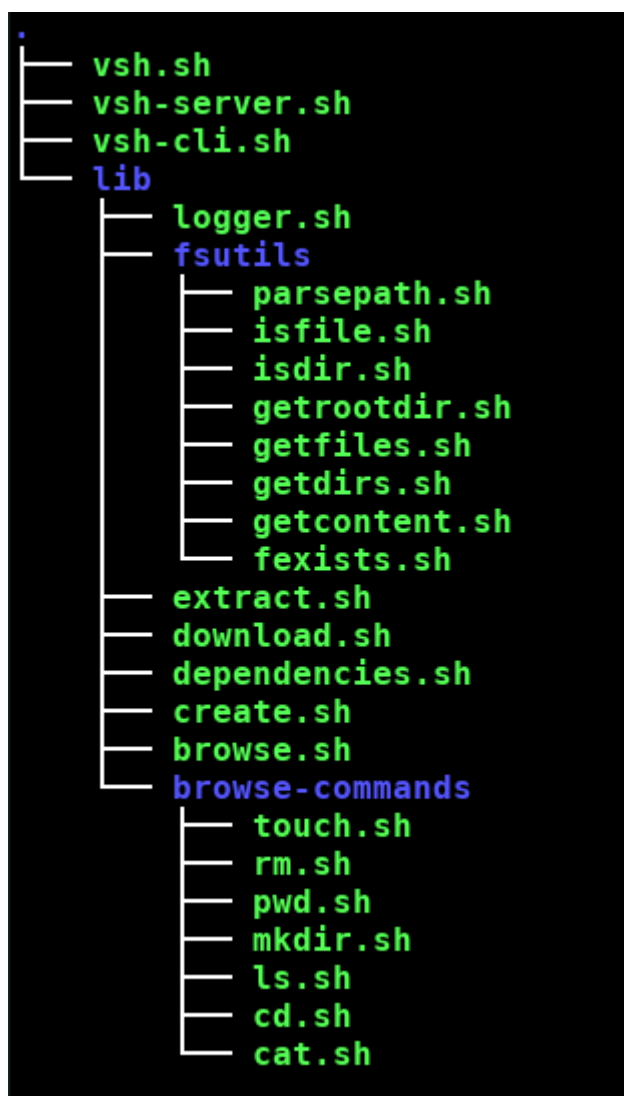 .
├── vsh.sh
├── vsh-server.sh
├── vsh-cli.sh
└── lib
    ├── logger.sh
    ├── fsutils
    │   ├── parsepath.sh
    │   ├── isfile.sh
    │   ├── isdir.sh
    │   ├── getrootdir.sh
    │   ├── getfiles.sh
    │   ├── getdirs.sh
    │   ├── getcontent.sh
    │   └── fexists.sh
    ├── extract.sh
    ├── download.sh
    ├── dependencies.sh
    ├── create.sh
    ├── browse.sh
    └── browse-commands
        ├── touch.sh
        ├── rm.sh
        ├── pwd.sh
        ├── mkdir.sh
        ├── ls.sh
        ├── cd.sh
        └── cat.sh